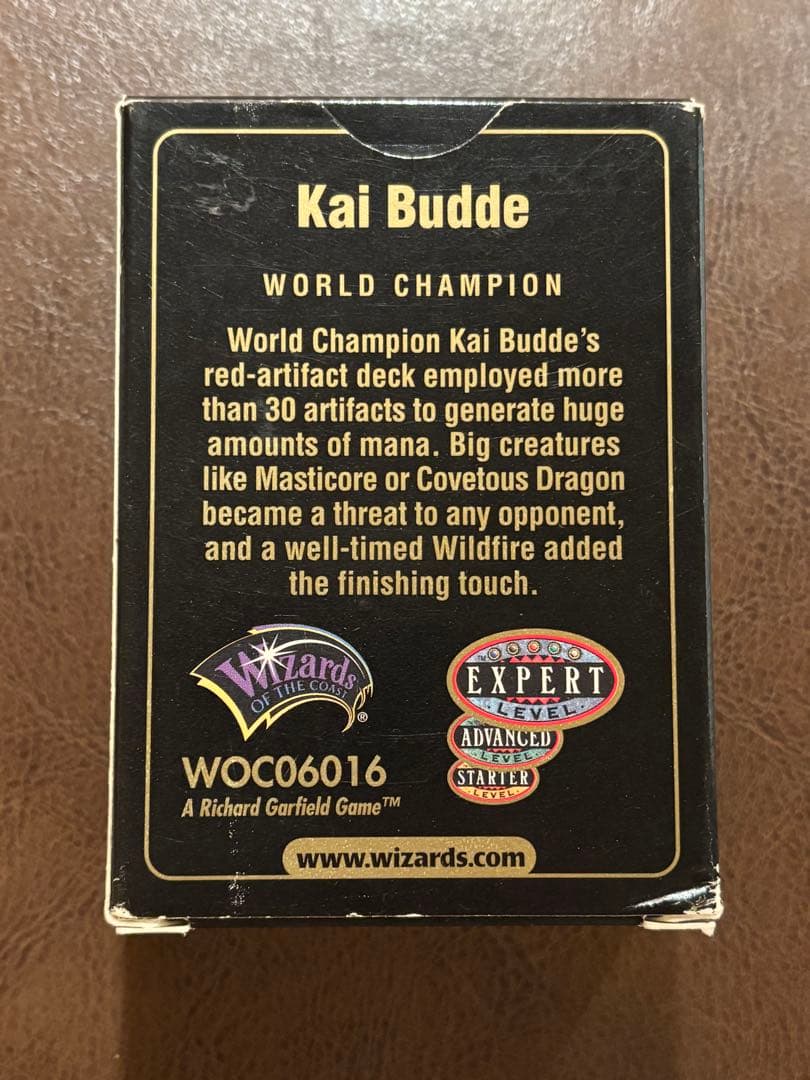 Kai Budde
WORLD CHAMPION
World Champion Kai Budde’s
red-artifact deck employed more
than 30 artifacts to generate huge
amounts of mana. Big creatures
like Masticore or Covetous Dragon
became a threat to any opponent,
and a well-timed Wildfire added
the finishing touch.
Wizards
OF THE COAST
®
WOC06016
A Richard Garfield Game™
™
EXPERT
LEVEL
ADVANCED
LEVEL
STARTER
LEVEL
www.wizards.com